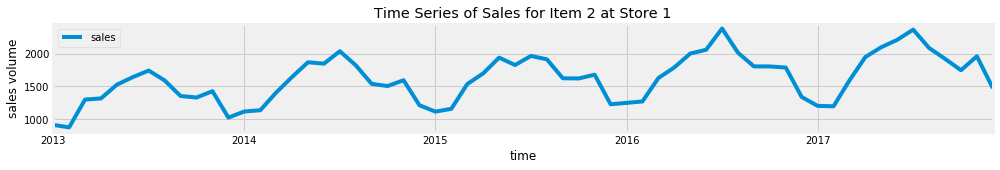 Time Series of Sales for Item 2 at Store 1
sales
sales volume
2000
1500
1000
2013 2014 2015 2016 2017
time